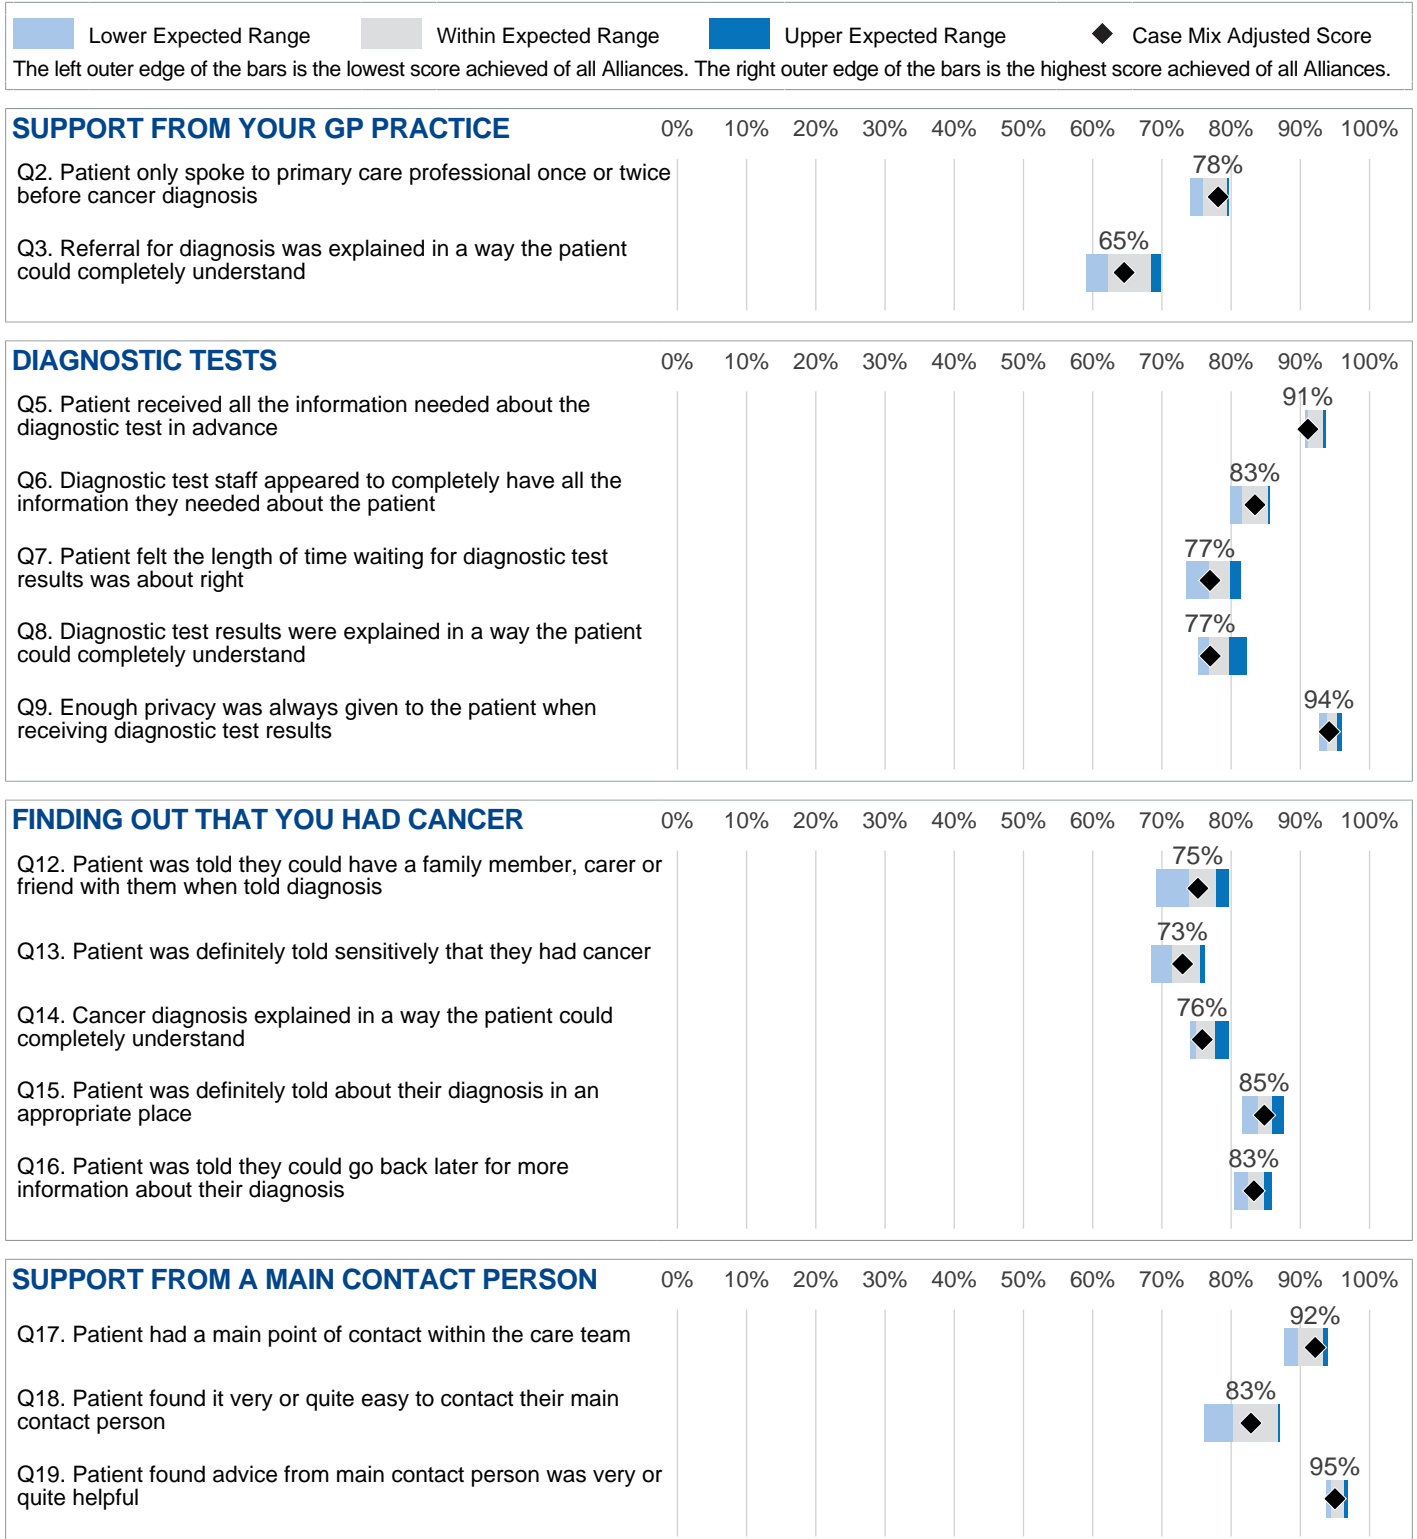 Lower Expected Range Within Expected Range Upper Expected Range Case Mix Adjusted Score
The left outer edge of the bars is the lowest score achieved of all Alliances. The right outer edge of the bars is the highest score achieved of all Alliances.
SUPPORT FROM YOUR GP PRACTICE 0% 10% 20% 30% 40% 50% 60% 70% 80% 90% 100%
Q2. Patient only spoke to primary care professional once or twice
before cancer diagnosis
78%
Q3. Referral for diagnosis was explained in a way the patient
could completely understand
65%
DIAGNOSTIC TESTS 0% 10% 20% 30% 40% 50% 60% 70% 80% 90% 100%
Q5. Patient received all the information needed about the
diagnostic test in advance
91%
Q6. Diagnostic test staff appeared to completely have all the
information they needed about the patient
83%
Q7. Patient felt the length of time waiting for diagnostic test
results was about right
77%
Q8. Diagnostic test results were explained in a way the patient
could completely understand
77%
Q9. Enough privacy was always given to the patient when
receiving diagnostic test results
94%
FINDING OUT THAT YOU HAD CANCER 0% 10% 20% 30% 40% 50% 60% 70% 80% 90% 100%
Q12. Patient was told they could have a family member, carer or
friend with them when told diagnosis
75%
Q13. Patient was definitely told sensitively that they had cancer
73%
Q14. Cancer diagnosis explained in a way the patient could
completely understand
76%
Q15. Patient was definitely told about their diagnosis in an
appropriate place
85%
Q16. Patient was told they could go back later for more
information about their diagnosis
83%
SUPPORT FROM A MAIN CONTACT PERSON 0% 10% 20% 30% 40% 50% 60% 70% 80% 90% 100%
Q17. Patient had a main point of contact within the care team
92%
Q18. Patient found it very or quite easy to contact their main
contact person
83%
Q19. Patient found advice from main contact person was very or
quite helpful
95%